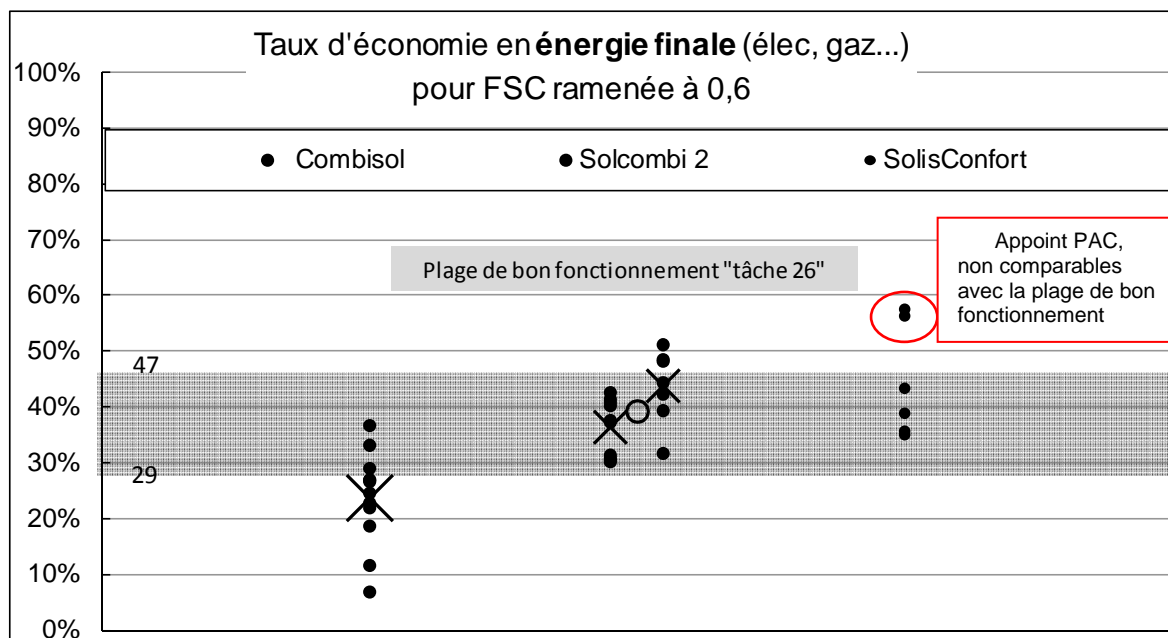 Taux d'économie en énergie finale (élec, gaz...)
pour FSC ramenée à 0,6
100%
90%
Combisol Solcombi 2 SolisConfort
80%
70%
Appoint PAC,
non comparables
avec la plage de bon
fonctionnement
Plage de bon fonctionnement "tâche 26"
60%
50%
47
40%
30%
29
20%
10%
0%